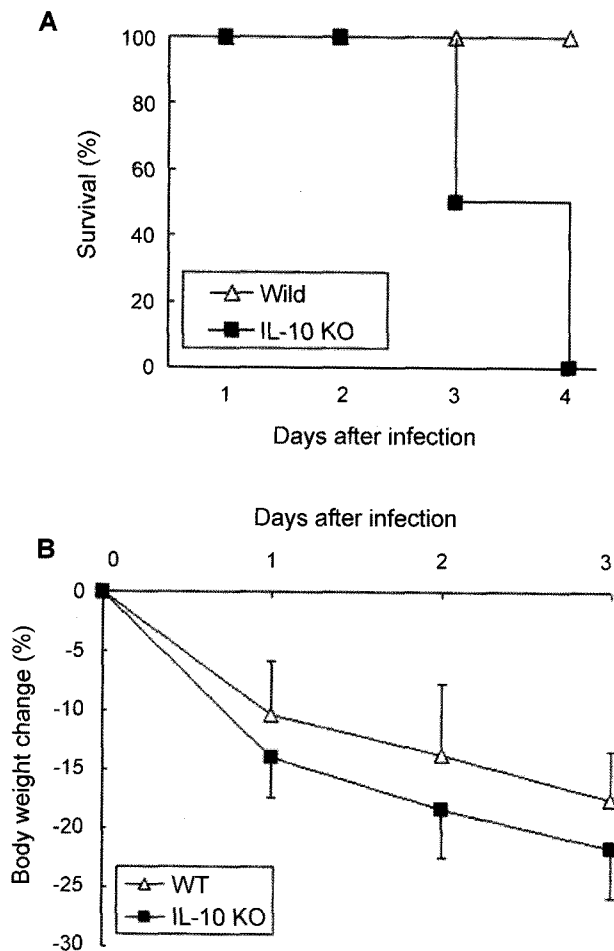 A
Survival (%)
100
80
60
40
20
0
Wild
IL-10 KO
1 2 3 4
Days after infection
Days after infection
B
0 1 2 3
Body weight change (%)
0
-5
-10
-15
-20
-25
-30
WT
IL-10 KO